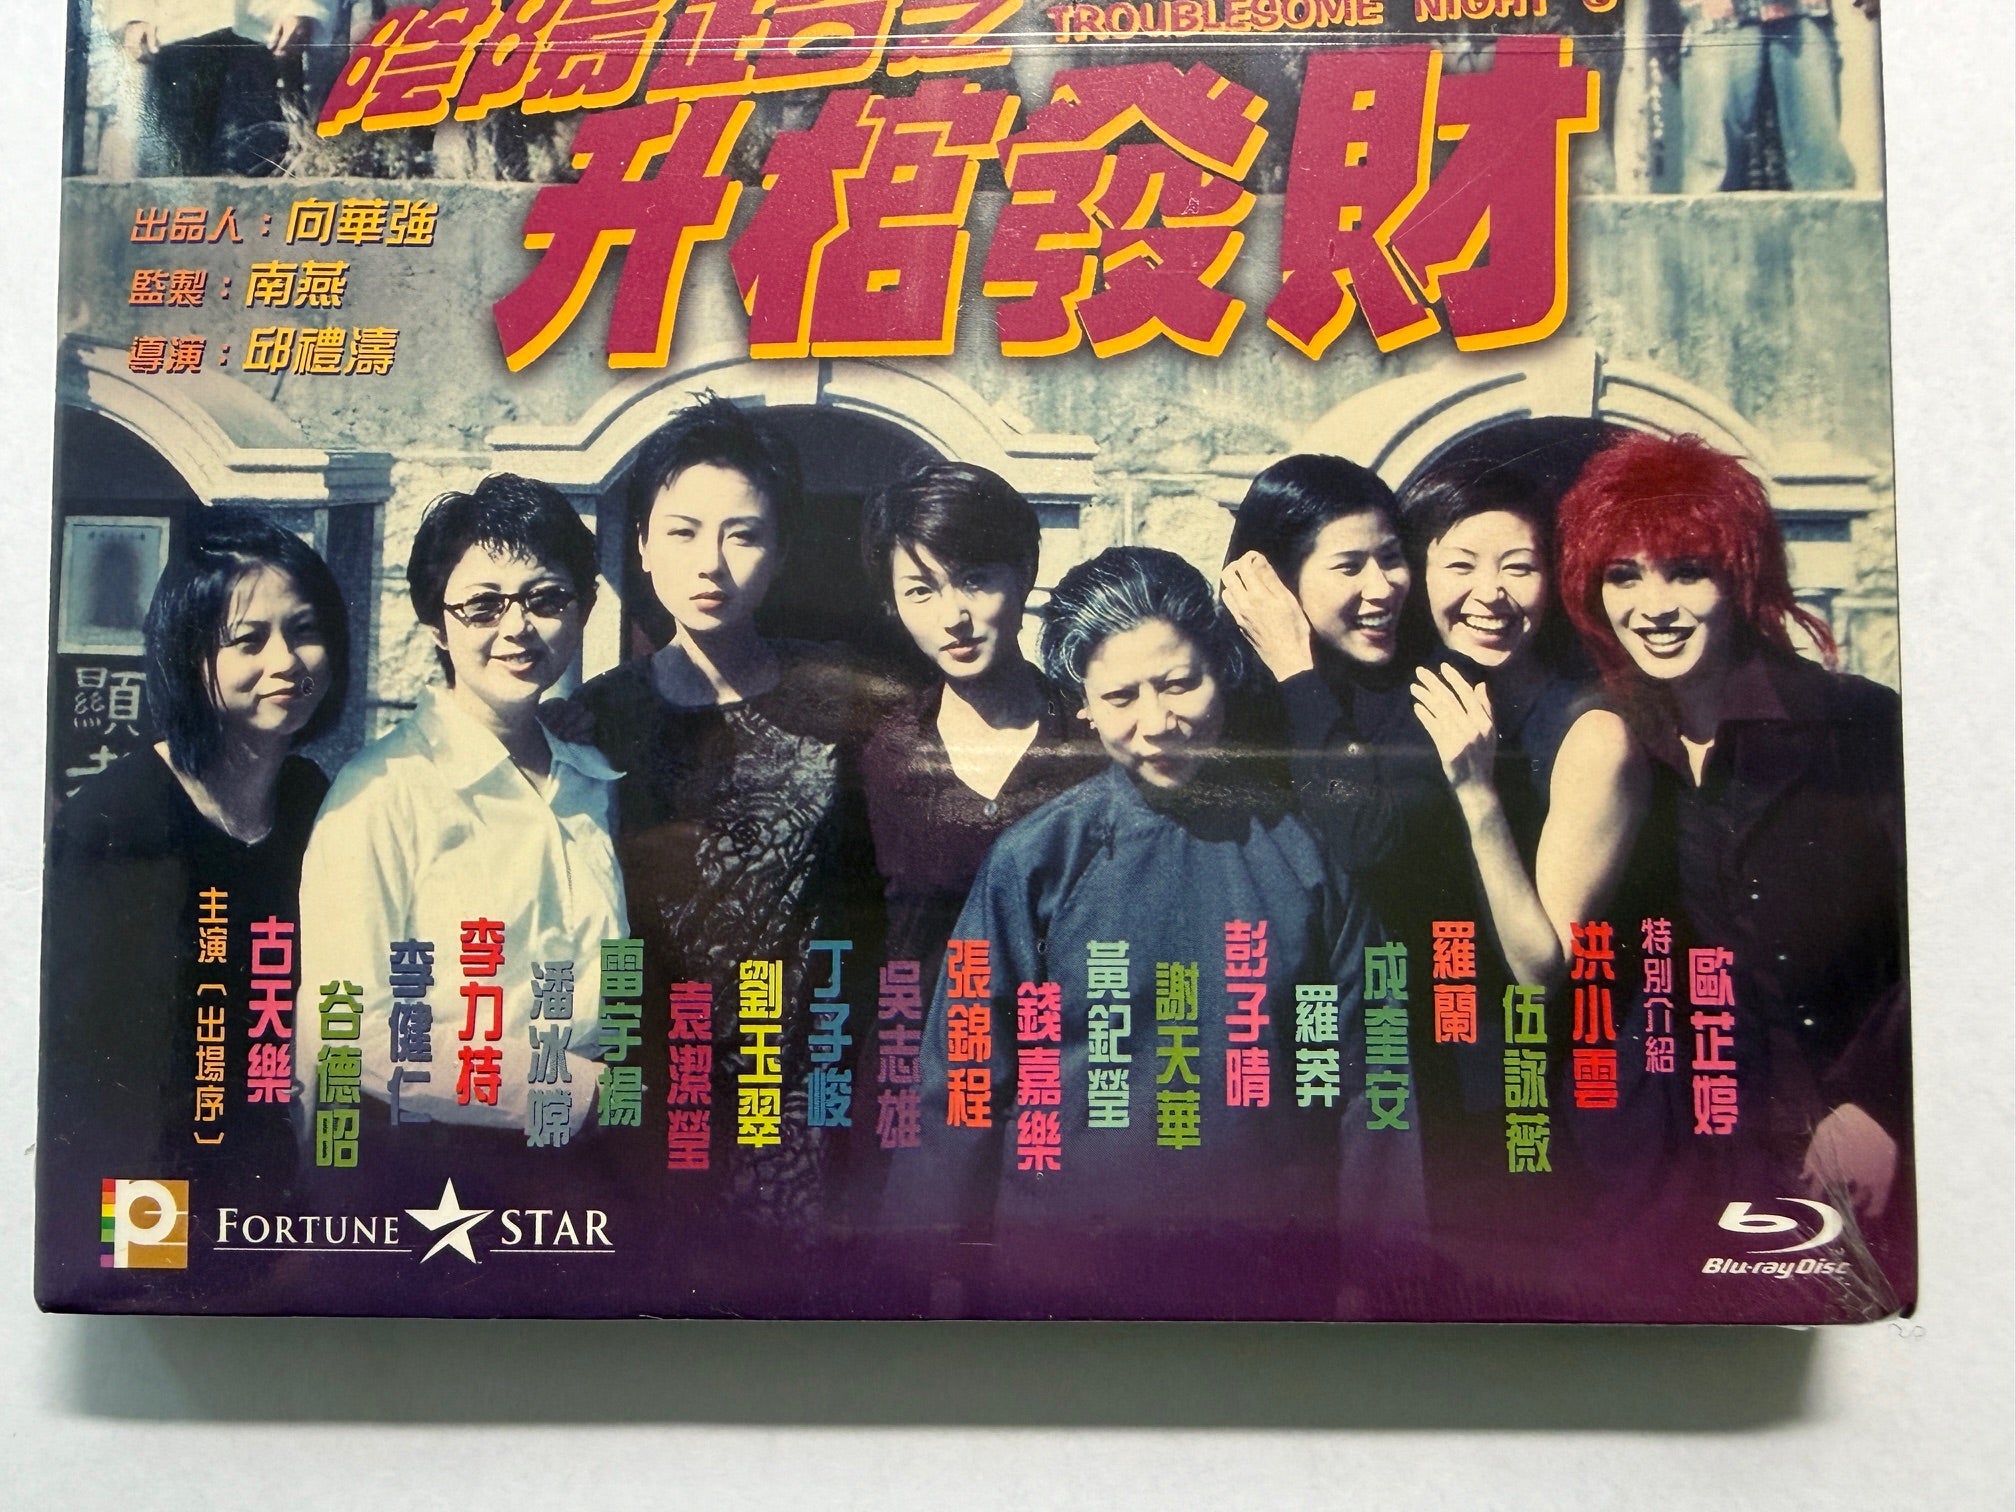 陰陽路之
TROUBLESOME NIGHT
升棺發財
出品人：向華強
監製：南燕
導演：邱禮濤
顯
主演〔出場序〕
古天樂
谷德昭
李健仁
李力持
潘冰嫦
雷宇揚
袁潔瑩
劉玉翠
丁子峻
吳志雄
張錦程
錢嘉樂
黃釲瑩
謝天華
彭子晴
羅莽
成奎安
羅蘭
伍詠薇
洪小雲
特別介紹
歐芷婷
FORTUNE STAR
Blu-ray Disc